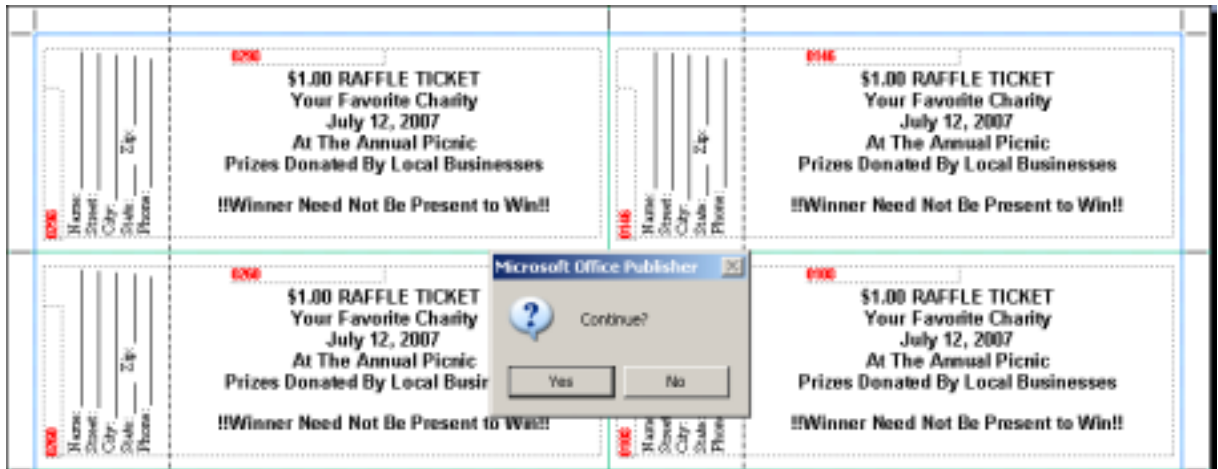 0296
$1.00 RAFFLE TICKET
Your Favorite Charity
July 12, 2007
At The Annual Picnic
Prizes Donated By Local Businesses
!!Winner Need Not Be Present to Win!!
Name:
Street:
City:
State: Zip:
Phone:
0146
$1.00 RAFFLE TICKET
Your Favorite Charity
July 12, 2007
At The Annual Picnic
Prizes Donated By Local Businesses
!!Winner Need Not Be Present to Win!!
0146
Name:
Street:
City:
State: Zip:
Phone:
0260
$1.00 RAFFLE TICKET
Your Favorite Charity
July 12, 2007
At The Annual Picnic
Prizes Donated By Local Busin
!!Winner Need Not Be Present to Win!!
0260
Name:
Street:
City:
State: Zip:
Phone:
Microsoft Office Publisher
Continue?
Yes
No
$1.00 RAFFLE TICKET
Your Favorite Charity
July 12, 2007
At The Annual Picnic
Prizes Donated By Local Businesses
!!Winner Need Not Be Present to Win!!